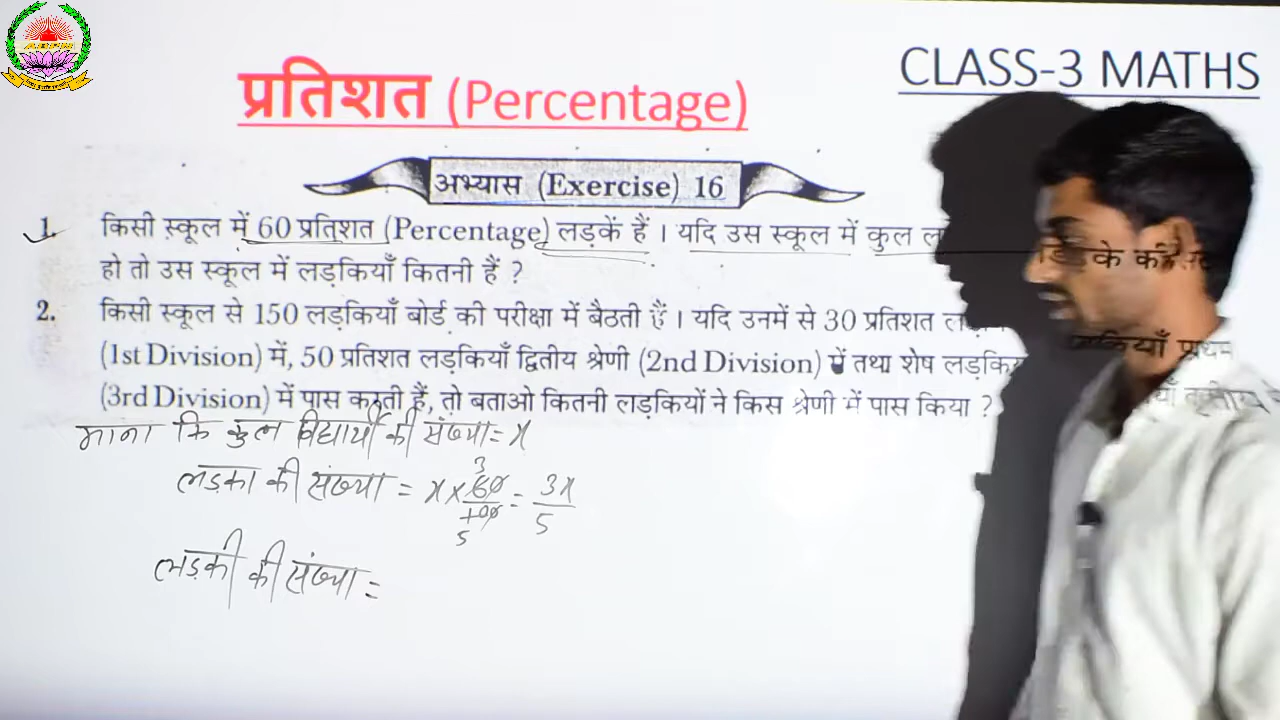 CLASS-3 MATHS
प्रतिशत (Percentage)
अभ्यास (Exercise) 16
1. किसी स्कूल में 60 प्रतिशत (Percentage) लड़कें हैं । यदि उस स्कूल में कुल
हो तो उस स्कूल में लड़कियाँ कितनी हैं ?
2. किसी स्कूल से 150 लड़कियाँ बोर्ड की परीक्षा में बैठती हैं । यदि उनमें से 30 प्रतिशत
(1st Division) में, 50 प्रतिशत लड़कियाँ द्वितीय श्रेणी (2nd Division) में तथा शेष प्रथम
(3rd Division) में पास करती हैं, तो बताओ कितनी लड़कियों ने किस श्रेणी में पास किया ?
माना कि कुल विद्यार्थी की संख्या = x
लड़का की संख्या = x × 60/100 = 3x/5
लड़की की संख्या =